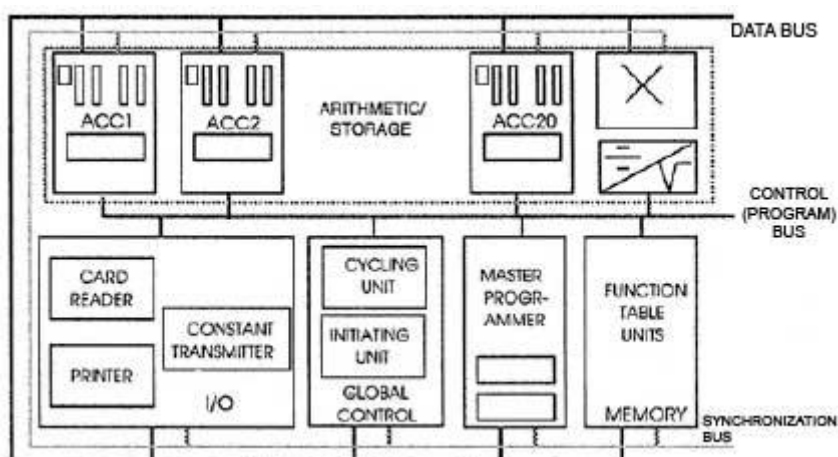 DATA BUS
ACC1
ACC2
ARITHMETIC/
STORAGE
ACC20
CONTROL
(PROGRAM)
BUS
CARD
READER
PRINTER
CONSTANT
TRANSMITTER
I/O
CYCLING
UNIT
INITIATING
UNIT
GLOBAL
CONTROL
MASTER
PROGR-
AMMER
FUNCTION
TABLE
UNITS
MEMORY
SYNCHRONIZATION
BUS